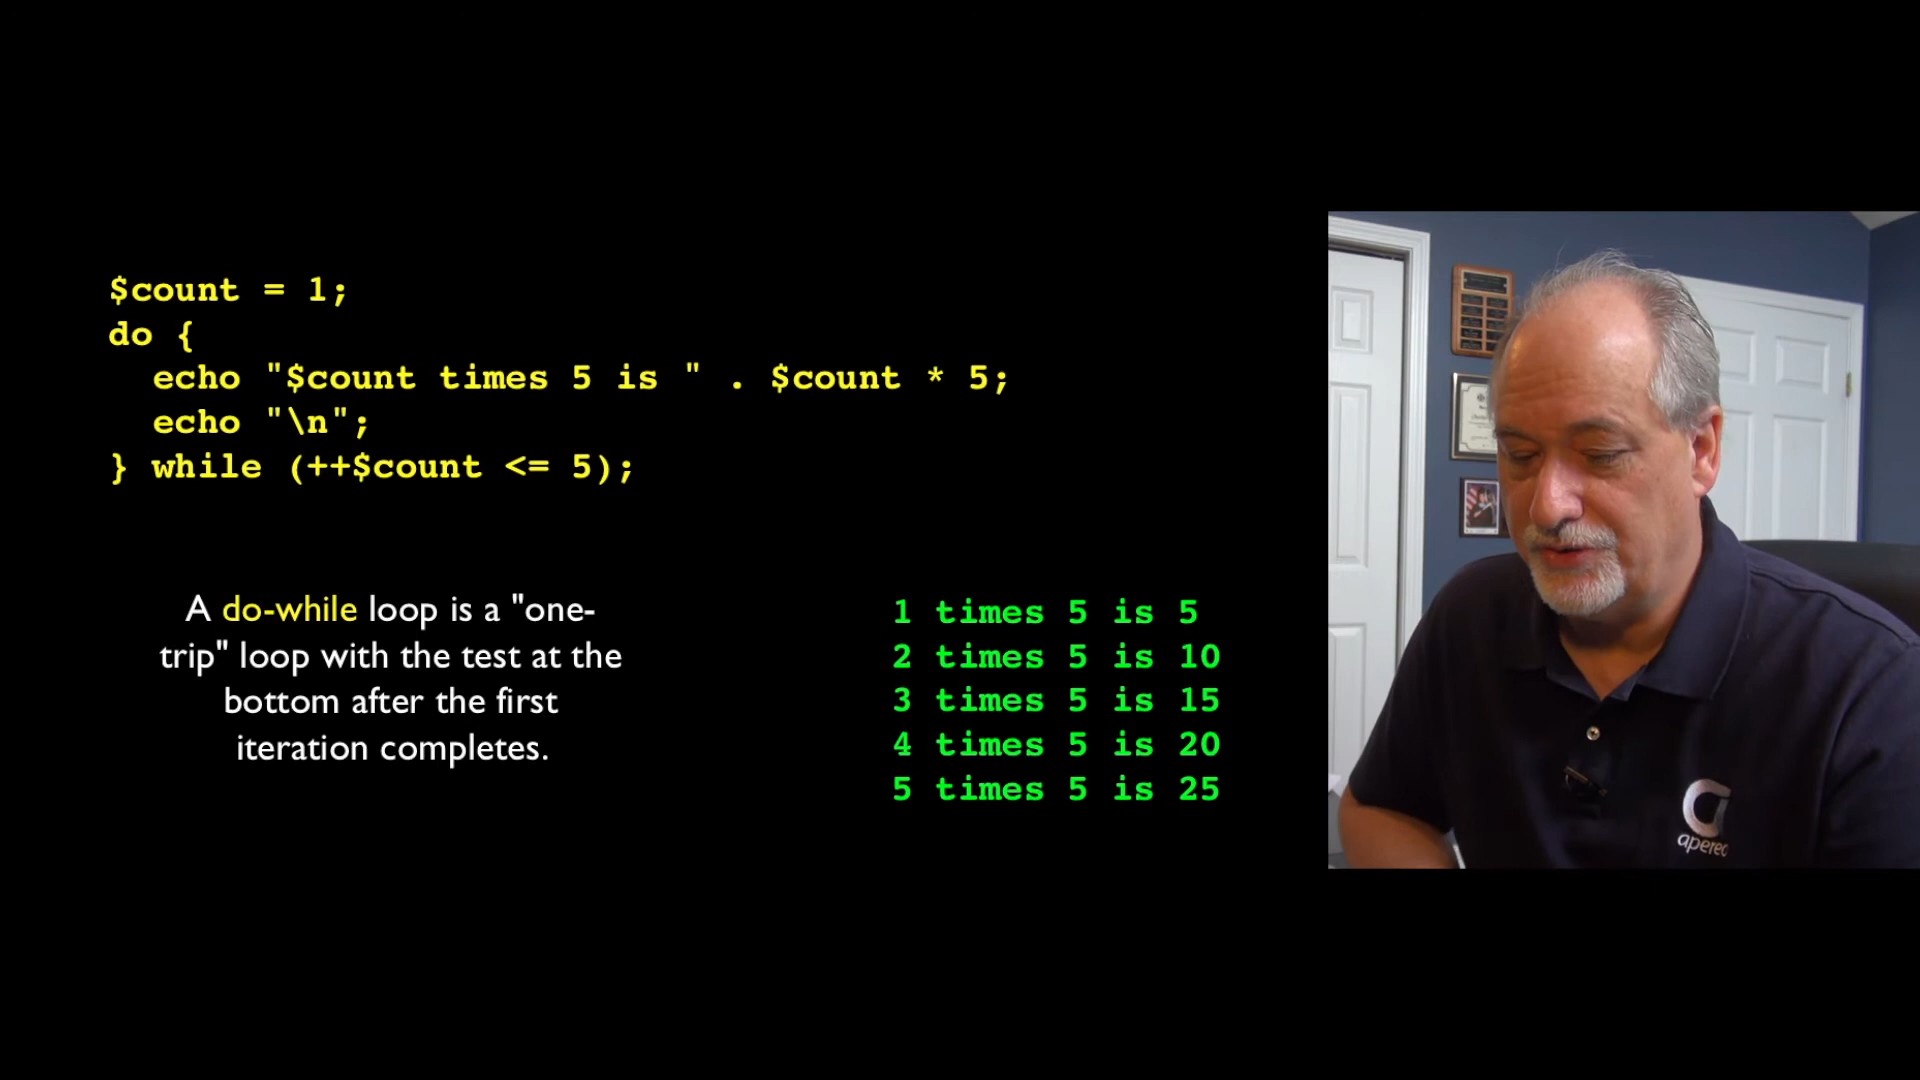 $count = 1;
do {
  echo "$count times 5 is " . $count * 5;
  echo "\n";
} while (++$count <= 5);
A do-while loop is a "one-
trip" loop with the test at the
bottom after the first
iteration completes.
1 times 5 is 5
2 times 5 is 10
3 times 5 is 15
4 times 5 is 20
5 times 5 is 25
apereo